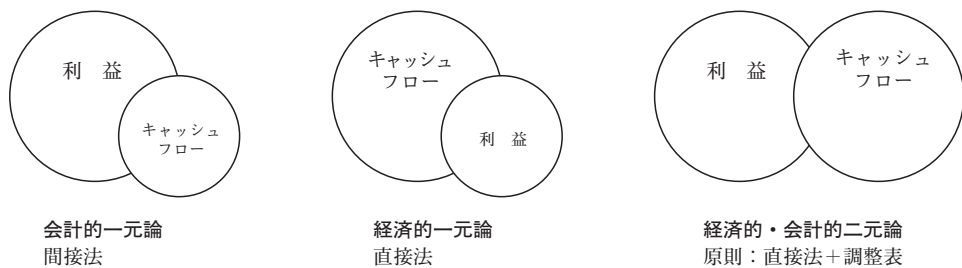 利　益
キャッシュ
フロー
会計的一元論
間接法
キャッシュ
フロー
利　益
経済的一元論
直接法
利　益
キャッシュ
フロー
経済的・会計的二元論
原則：直接法＋調整表